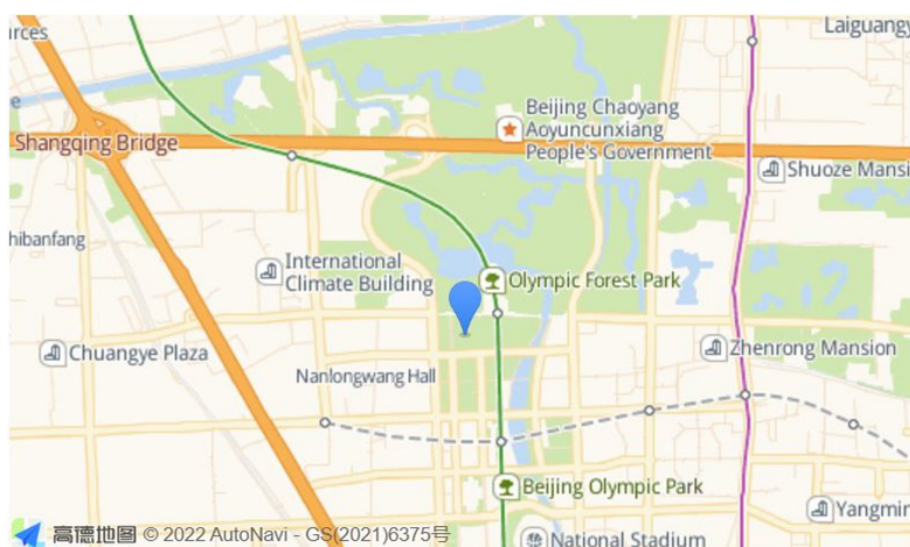 urces
Laiguangy
Beijing Chaoyang
Aoyuncunxiang
People's Government
Shangqing Bridge
Shuoze Mansi
hibanfang
International
Climate Building
Olympic Forest Park
Chuangye Plaza
Zhenrong Mansion
Nanlongwang Hall
Beijing Olympic Park
Yangmin
高德地图 © 2022 AutoNavi - GS(2021)6375号
National Stadium